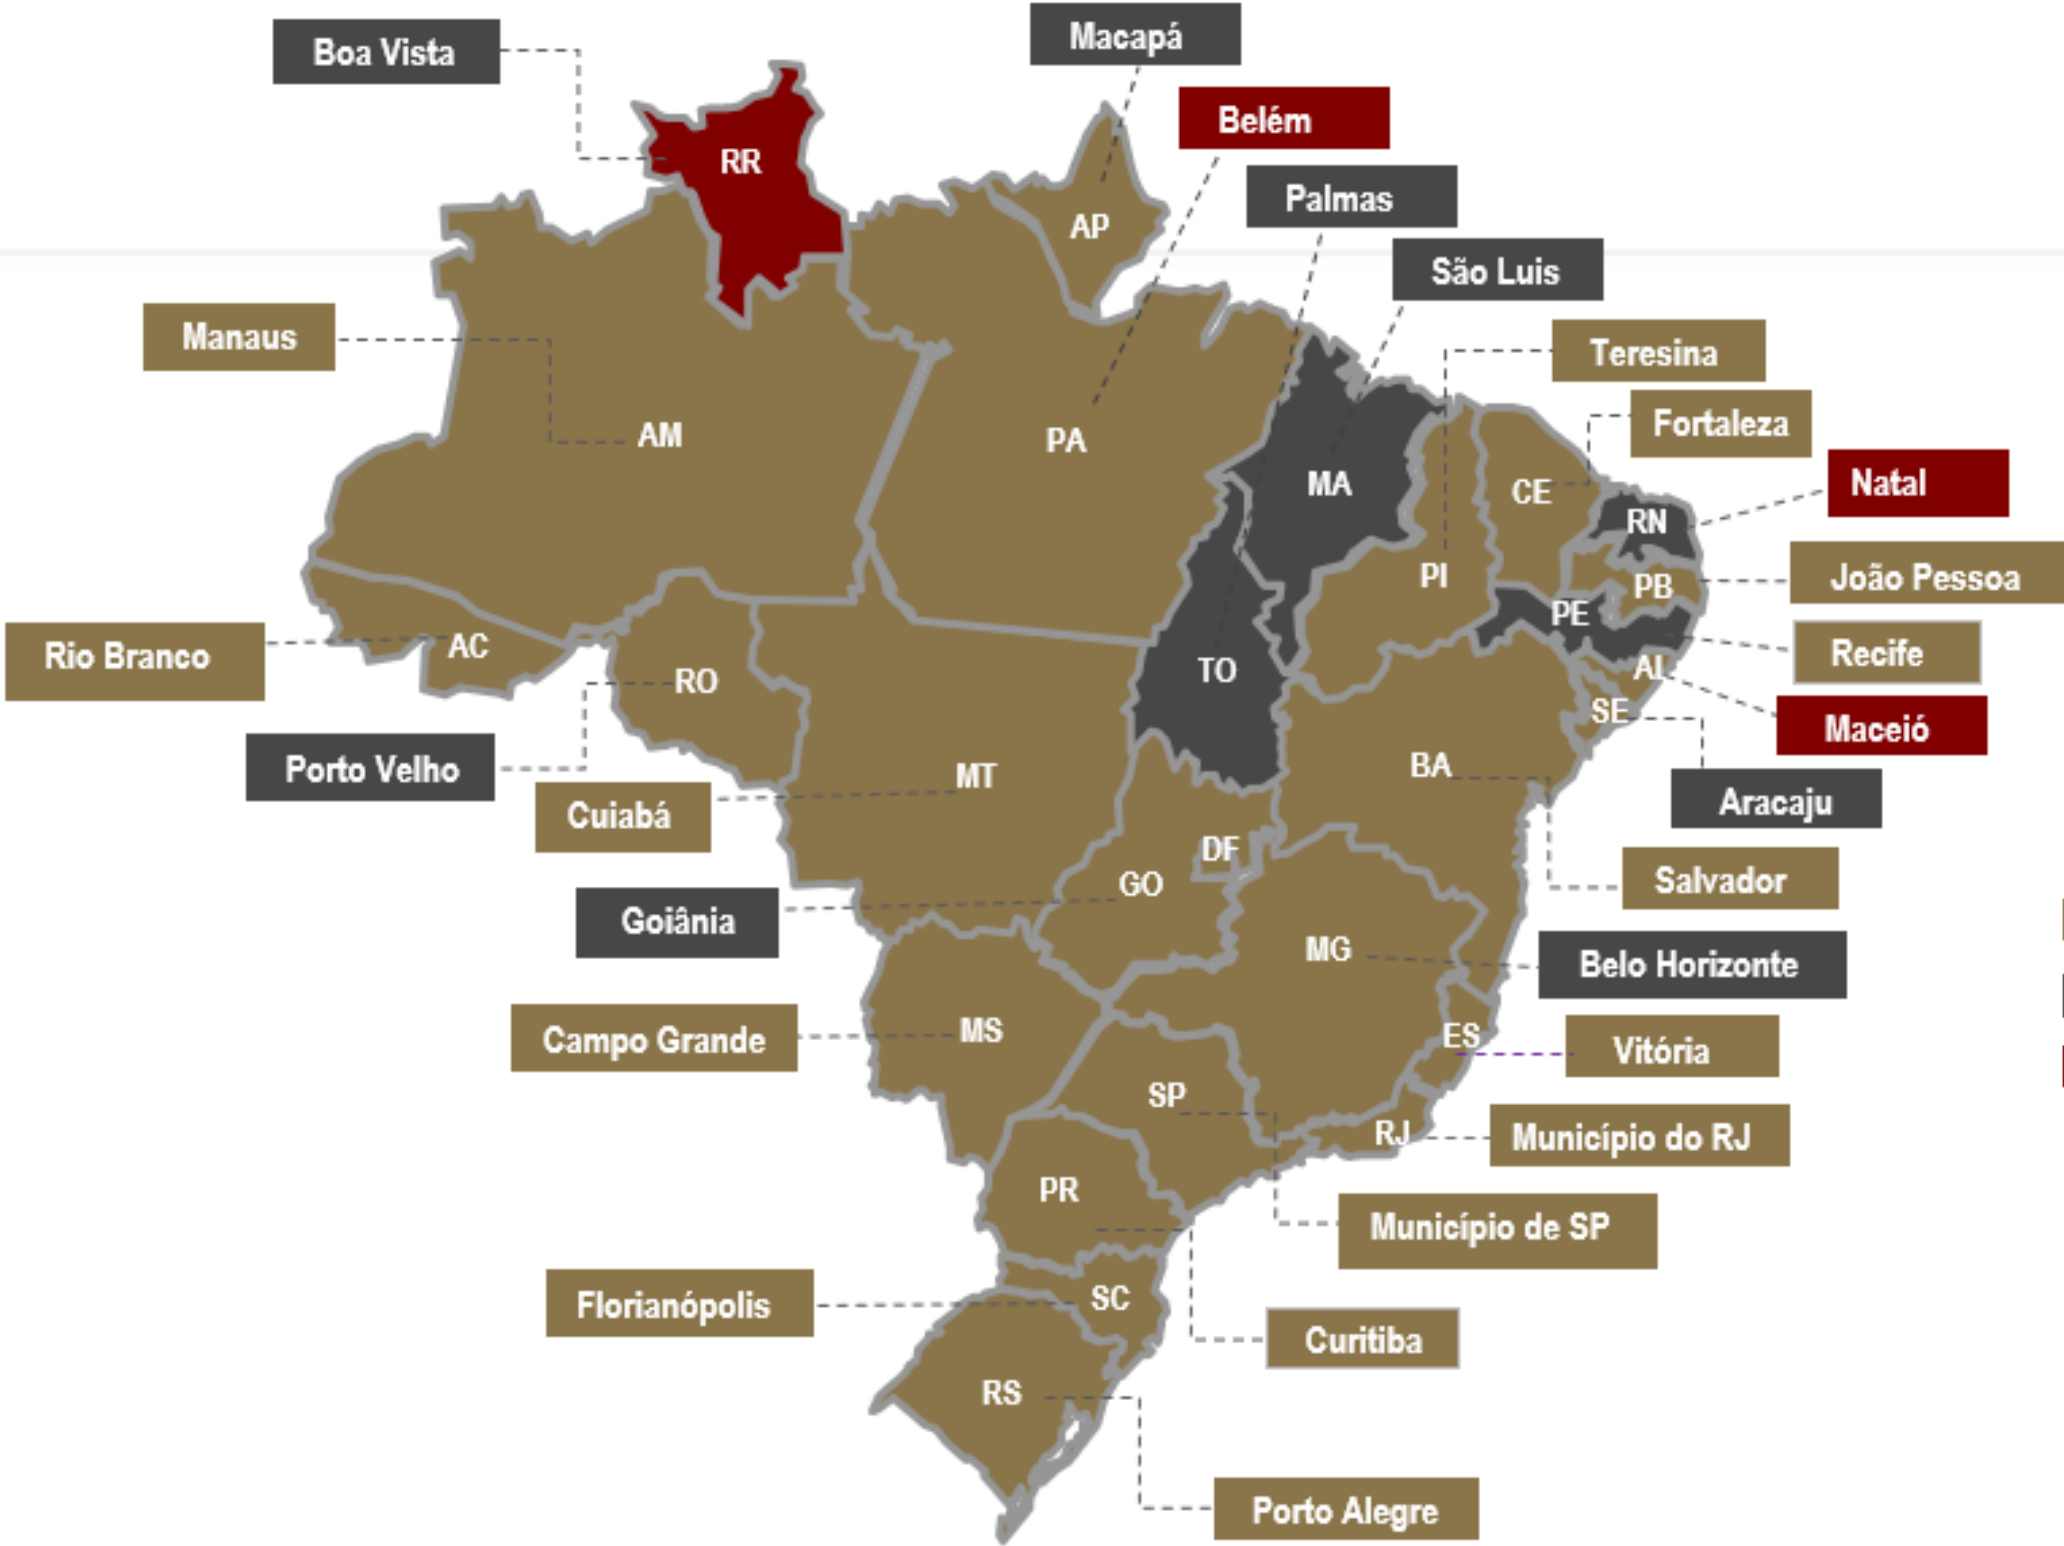 Macapá
Boa Vista
Belém
RR
Palmas
AP
São Luis
Manaus
Teresina
Fortaleza
AM
PA
Natal
MA
CE
RN
PI
João Pessoa
PB
PE
Rio Branco
AC
Recife
AL
TO
RO
SE
Maceió
Porto Velho
BA
MT
Aracaju
Cuiabá
DF
Salvador
GO
Goiânia
MG
Belo Horizonte
MS
ES
Campo Grande
Vitória
SP
RJ
Município do RJ
PR
Município de SP
SC
Florianópolis
Curitiba
RS
Porto Alegre